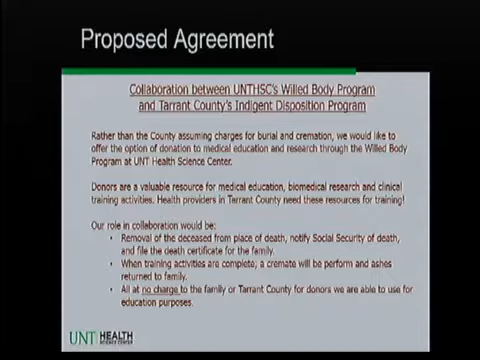 Proposed Agreement
Collaboration between UNTHSC's Willed Body Program
and Tarrant County's Indigent Disposition Program
Rather than the County assuming charges for burial and cremation, we would like to
offer the option of donation to medical education and research through the Willed Body
Program at UNT Health Science Center.
Donors are a valuable resource for medical education, biomedical research and clinical
training activities. Health providers in Tarrant County need these resources for training!
Our role in collaboration would be:
• Removal of the deceased from place of death, notify Social Security of death,
and file the death certificate for the family.
• When training activities are complete, a cremate will be perform and ashes
returned to family.
• All at no charge to the family or Tarrant County for donors we are able to use for
education purposes.
UNT HEALTH
SCIENCE CENTER